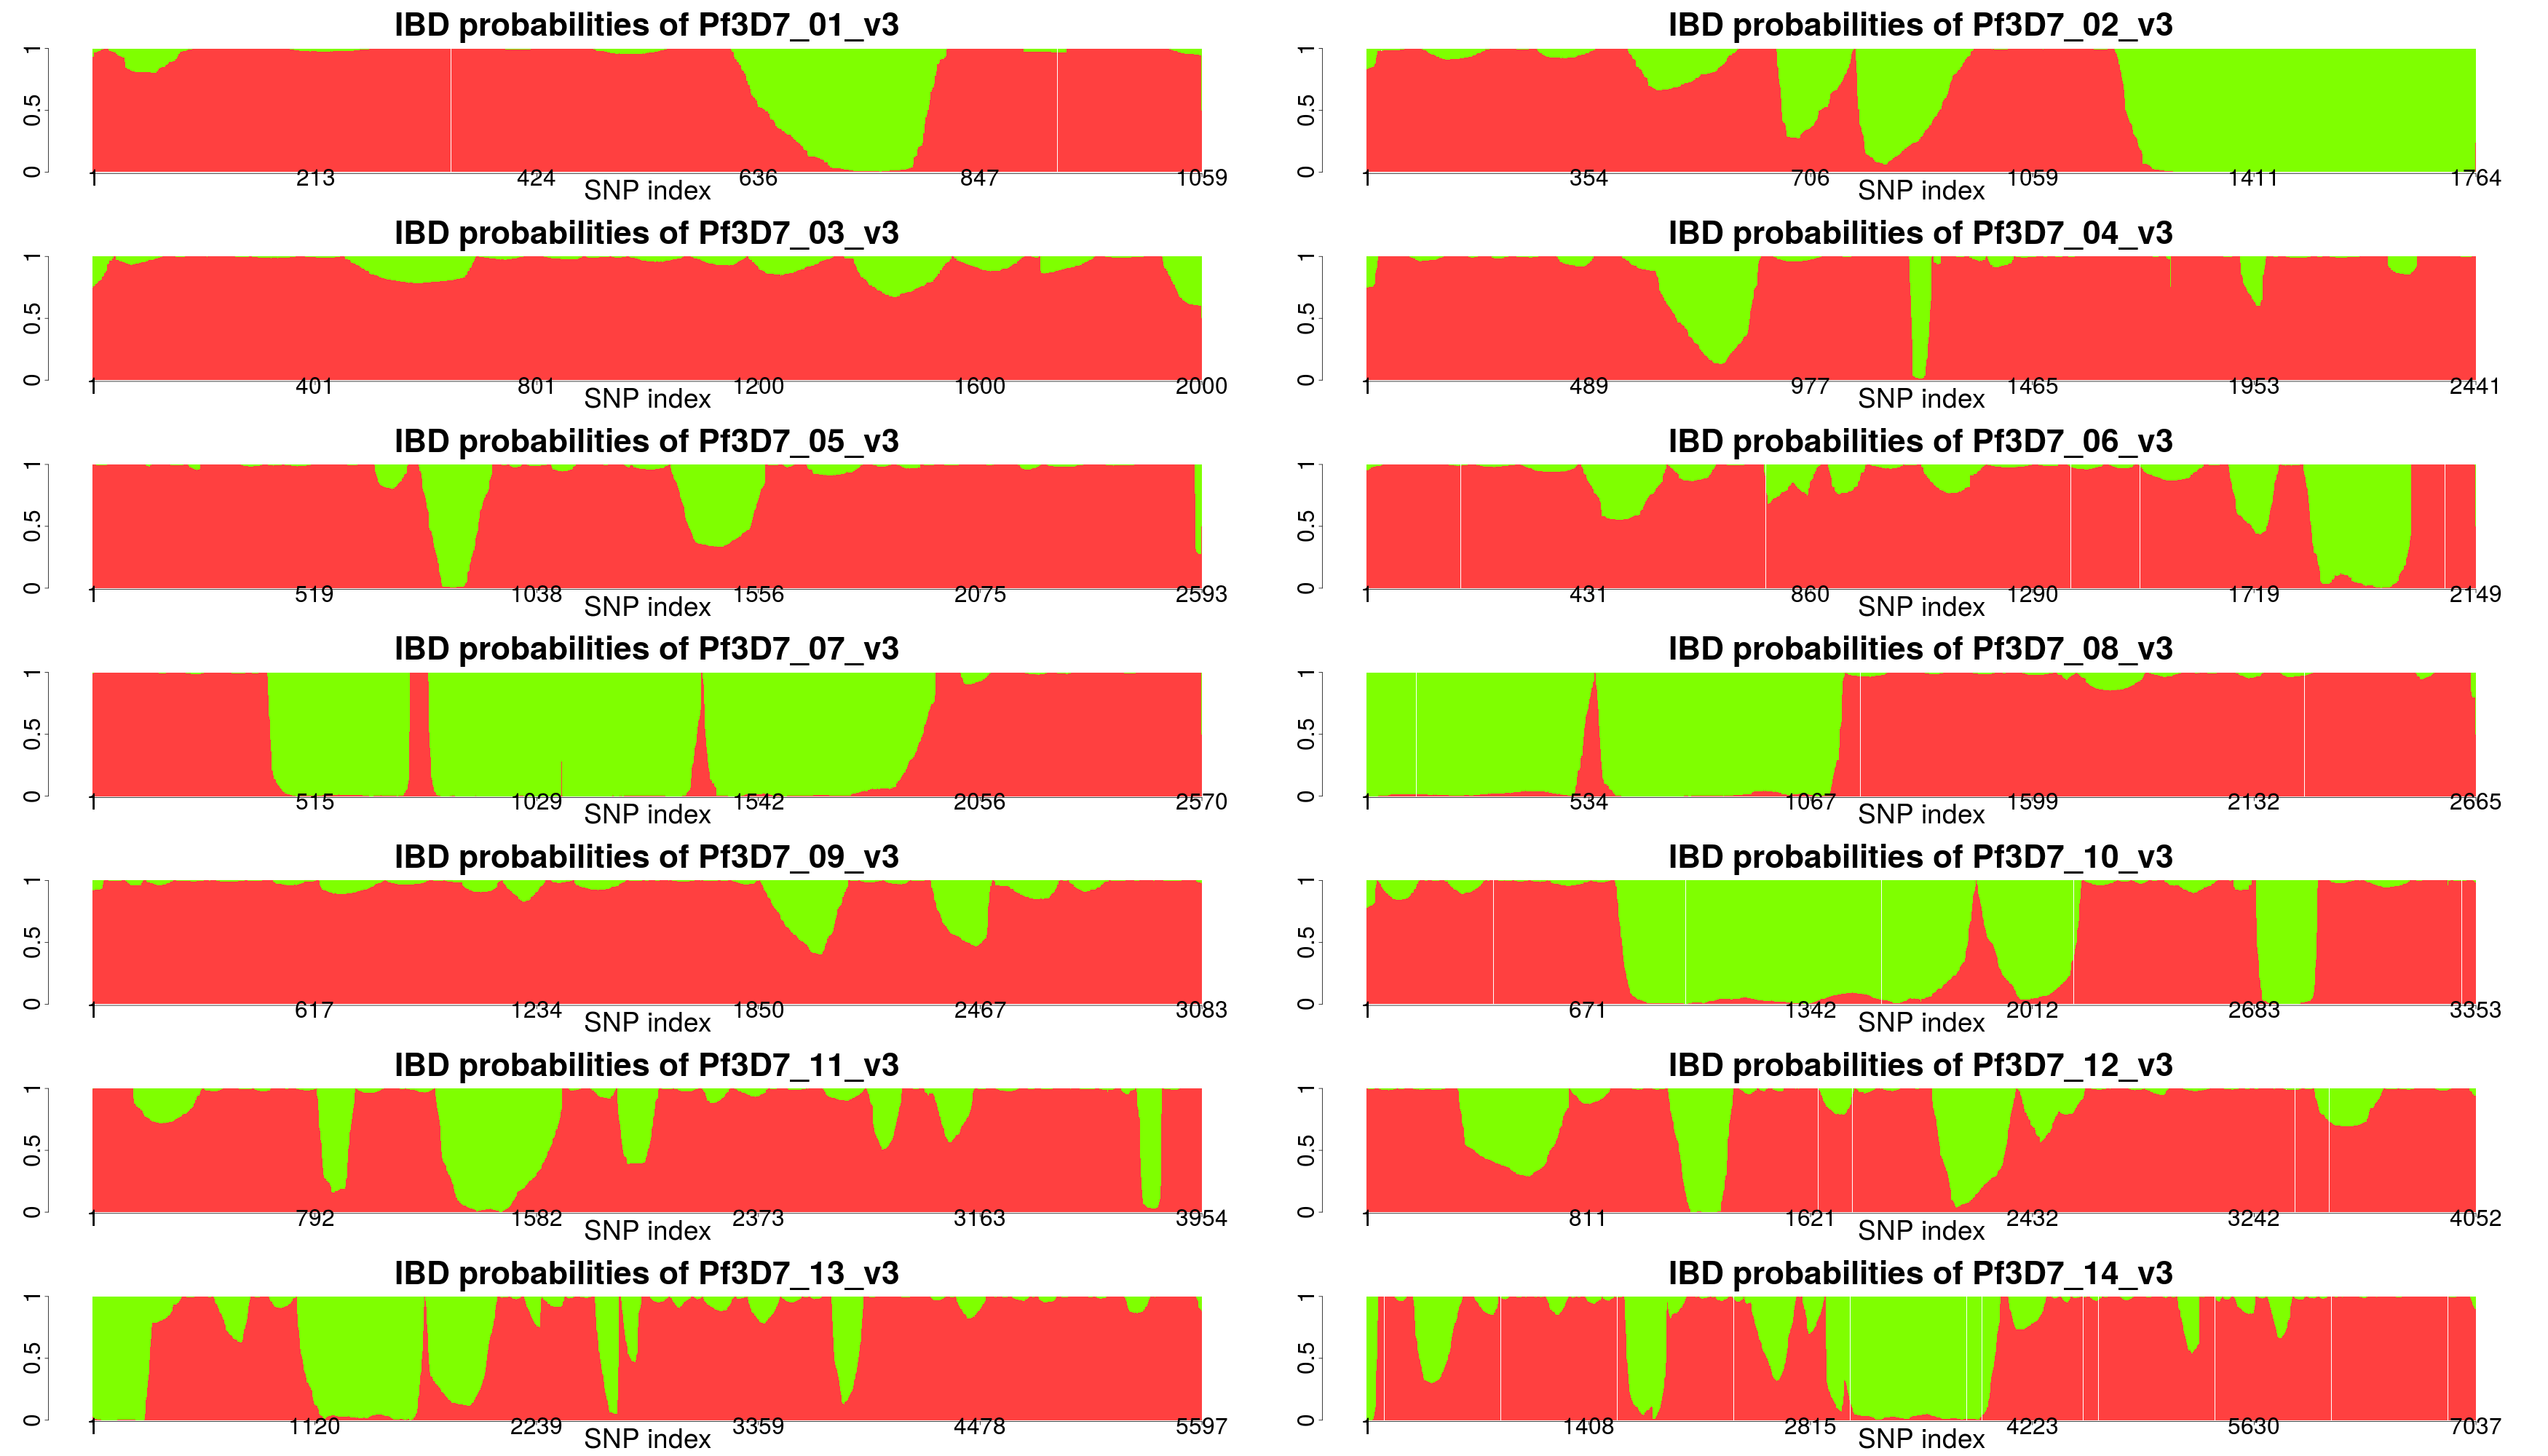 IBD probabilities of Pf3D7_01_v3
1
0.5
0
1 213 424 636 847 1059
SNP index
IBD probabilities of Pf3D7_02_v3
1
0.5
0
1 354 706 1059 1411 1764
SNP index
IBD probabilities of Pf3D7_03_v3
1
0.5
0
1 401 801 1200 1600 2000
SNP index
IBD probabilities of Pf3D7_04_v3
1
0.5
0
1 489 977 1465 1953 2441
SNP index
IBD probabilities of Pf3D7_05_v3
1
0.5
0
1 519 1038 1556 2075 2593
SNP index
IBD probabilities of Pf3D7_06_v3
1
0.5
0
1 431 860 1290 1719 2149
SNP index
IBD probabilities of Pf3D7_07_v3
1
0.5
0
1 515 1029 1542 2056 2570
SNP index
IBD probabilities of Pf3D7_08_v3
1
0.5
0
1 534 1067 1599 2132 2665
SNP index
IBD probabilities of Pf3D7_09_v3
1
0.5
0
1 617 1234 1850 2467 3083
SNP index
IBD probabilities of Pf3D7_10_v3
1
0.5
0
1 671 1342 2012 2683 3353
SNP index
IBD probabilities of Pf3D7_11_v3
1
0.5
0
1 792 1582 2373 3163 3954
SNP index
IBD probabilities of Pf3D7_12_v3
1
0.5
0
1 811 1621 2432 3242 4052
SNP index
IBD probabilities of Pf3D7_13_v3
1
0.5
0
1 1120 2239 3359 4478 5597
SNP index
IBD probabilities of Pf3D7_14_v3
1
0.5
0
1 1408 2815 4223 5630 7037
SNP index